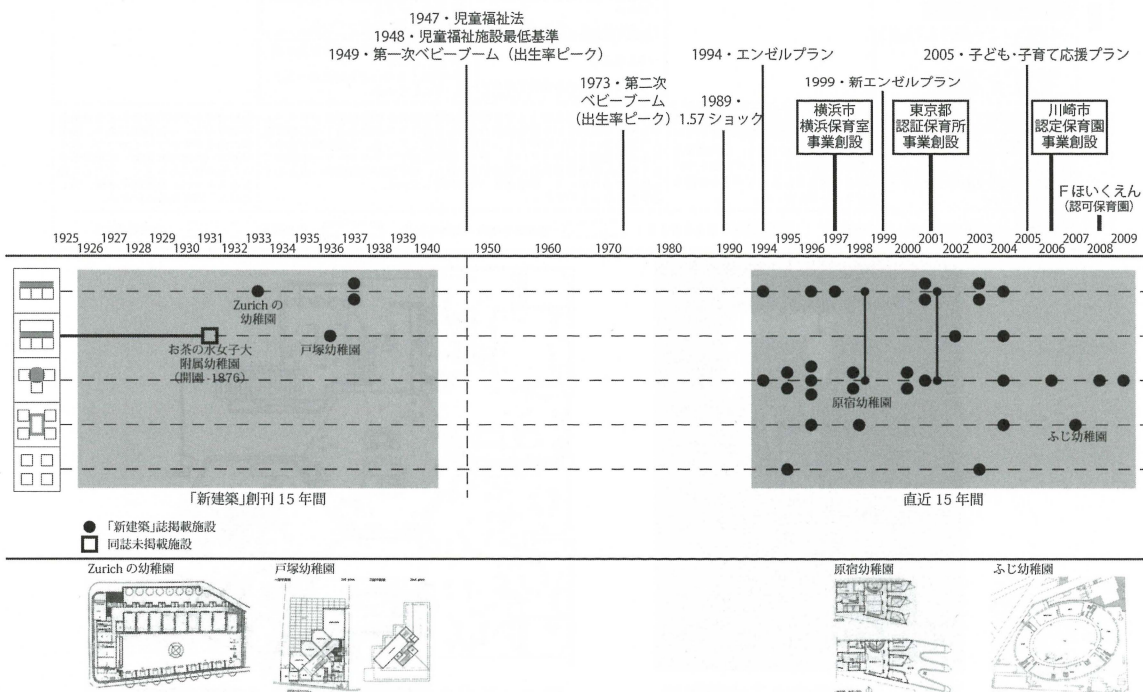 1947・児童福祉法
1948・児童福祉施設最低基準
1949・第一次ベビーブーム（出生率ピーク）
1973・第二次
ベビーブーム
（出生率ピーク）
1989・
1.57 ショック
1994・エンゼルプラン
1999・新エンゼルプラン
2005・子ども・子育て応援プラン
横浜市
横浜保育室
事業創設
東京都
認証保育所
事業創設
川崎市
認定保育園
事業創設
F ほいくえん
（認可保育園）
1925 1926 1927 1928 1929 1930 1931 1932 1933 1934 1935 1936 1937 1938 1939 1940 1950 1960 1970 1980 1990 1994 1995 1996 1997 1998 1999 2000 2001 2002 2003 2004 2005 2006 2007 2008 2009
Zurich の
幼稚園
お茶の水女子大
附属幼稚園
（開園 1876）
戸塚幼稚園
原宿幼稚園
ふじ幼稚園
「新建築」創刊 15 年間
直近 15 年間
「新建築」誌掲載施設
同誌未掲載施設
Zurich の幼稚園
戸塚幼稚園
原宿幼稚園
ふじ幼稚園